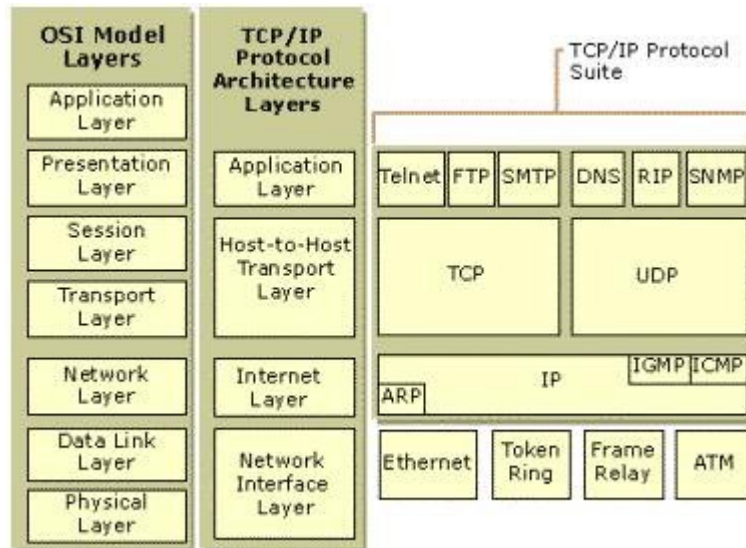 OSI Model
Layers
Application
Layer
Presentation
Layer
Session
Layer
Transport
Layer
Network
Layer
Data Link
Layer
Physical
Layer
TCP/IP
Protocol
Architecture
Layers
Application
Layer
Host-to-Host
Transport
Layer
Internet
Layer
Network
Interface
Layer
TCP/IP Protocol
Suite
Telnet FTP SMTP DNS RIP SNMP
TCP UDP
IGMP ICMP
IP
ARP
Ethernet
Token
Ring
Frame
Relay
ATM